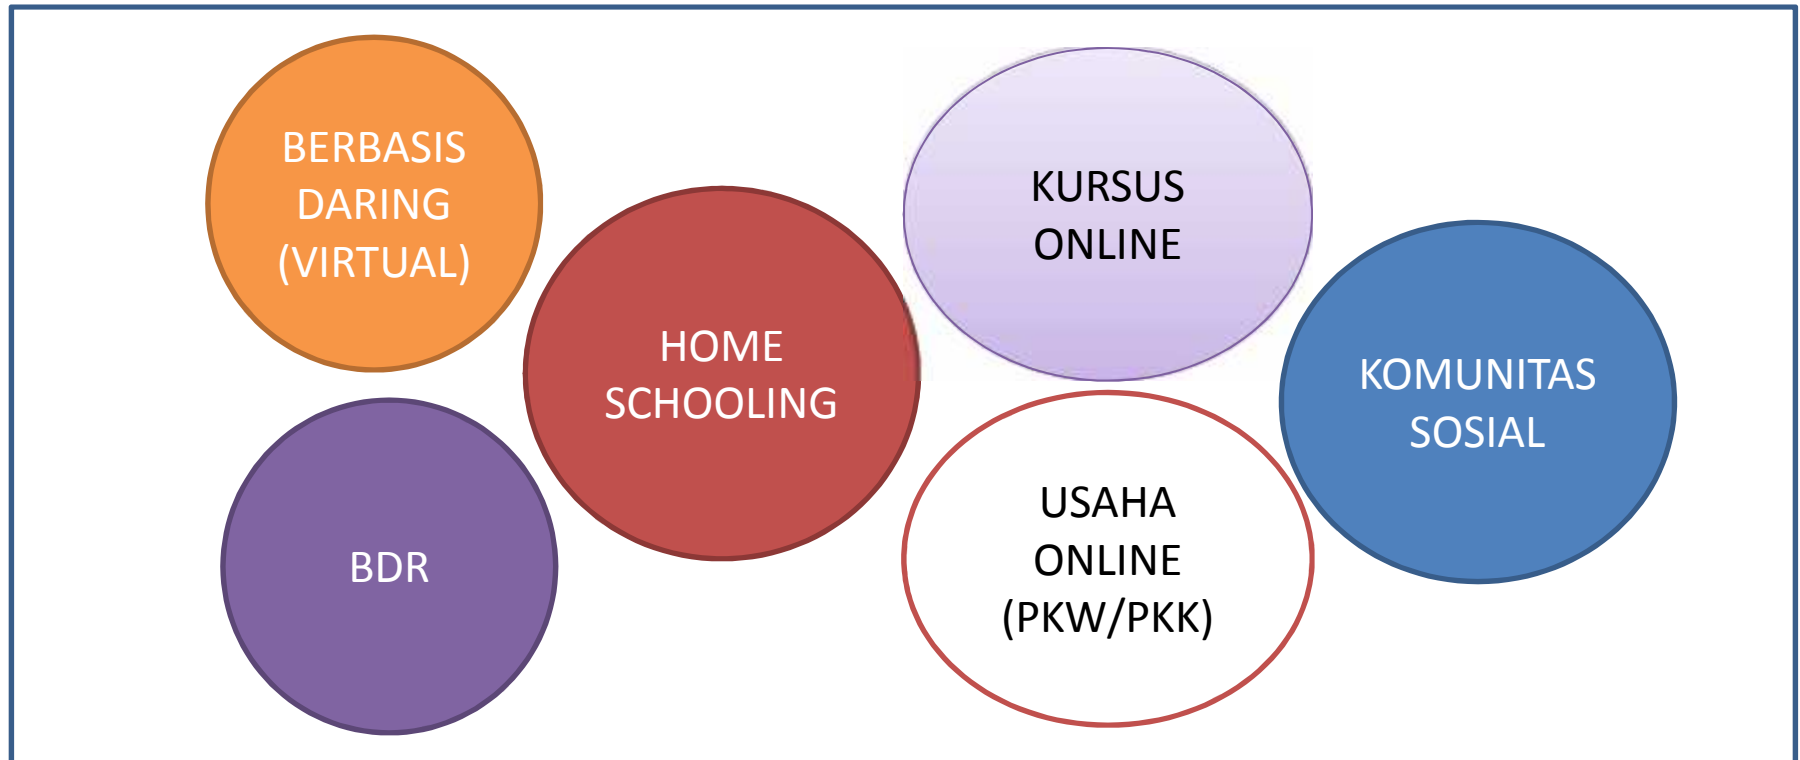 BERBASIS
DARING
(VIRTUAL)
BDR
HOME
SCHOOLING
KURSUS
ONLINE
USAHA
ONLINE
(PKW/PKK)
KOMUNITAS
SOSIAL